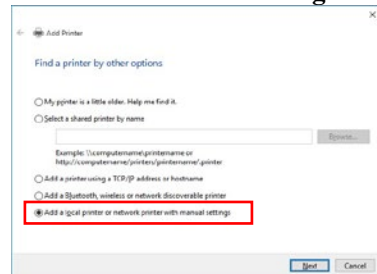 Add Printer
Find a printer by other options
My printer is a little older. Help me find it.
Select a shared printer by name
Browse...
Example: \\computername\printername or
http://computername/printers/printername/.printer
Add a printer using a TCP/IP address or hostname
Add a Bluetooth, wireless or network discoverable printer
Add a local printer or network printer with manual settings
Next Cancel